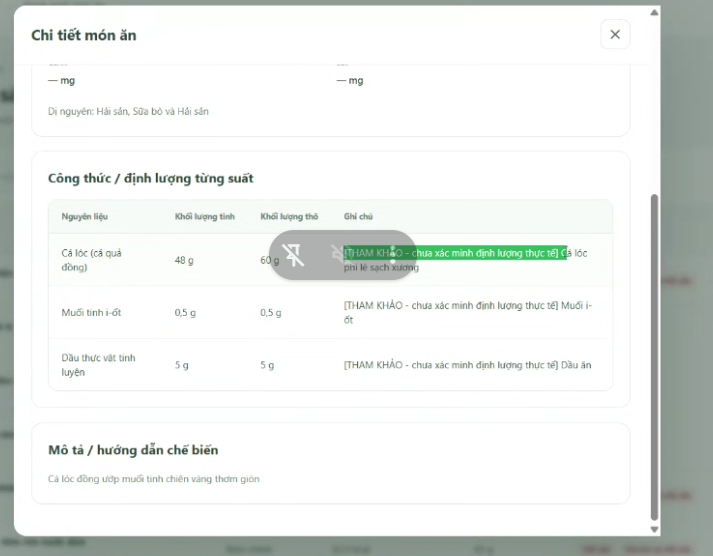 Chi tiết món ăn
— mg — mg
Dị nguyên: Hải sản, Sữa bò và Hải sản
Công thức / định lượng từng suất
Nguyên liệu Khối lượng tinh Khối lượng thô Ghi chú
Cá lóc (cá quả đồng) 48 g 60 g [THAM KHẢO - chưa xác minh định lượng thực tế] Cá lóc
phi lê sạch xương
Muối tinh i-ốt 0,5 g 0,5 g [THAM KHẢO - chưa xác minh định lượng thực tế] Muối i-
ốt
Dầu thực vật tinh
luyện 5 g 5 g [THAM KHẢO - chưa xác minh định lượng thực tế] Dầu ăn
Mô tả / hướng dẫn chế biến
Cá lóc đồng ướp muối tinh chiên vàng thơm giòn